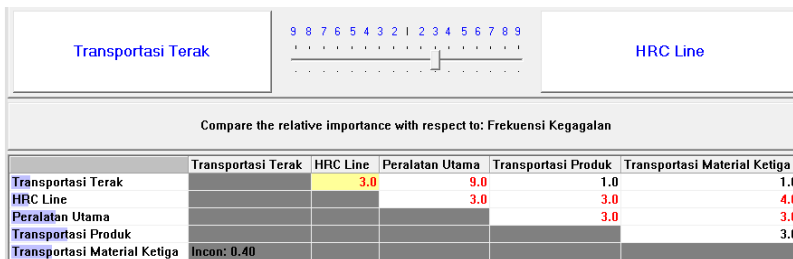 9 8 7 6 5 4 3 2 1 2 3 4 5 6 7 8 9
Transportasi Terak HRC Line
Compare the relative importance with respect to: Frekuensi Kegagalan
Transportasi Terak HRC Line Peralatan Utama Transportasi Produk Transportasi Material Ketiga
Transportasi Terak 3.0 9.0 1.0 1.0
HRC Line 3.0 3.0 4.0
Peralatan Utama 3.0 3.0
Transportasi Produk 3.0
Transportasi Material Ketiga Incon: 0.40